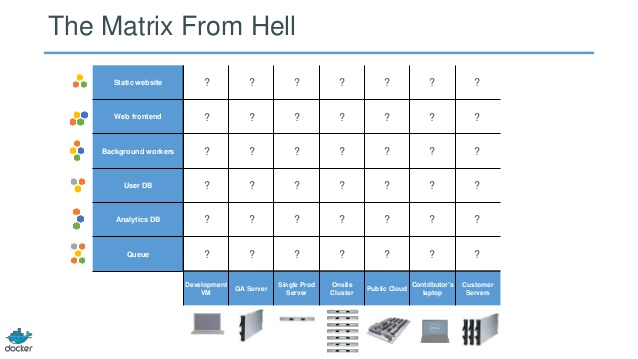 The Matrix From Hell
Static website ? ? ? ? ? ? ?
Web frontend ? ? ? ? ? ? ?
Background workers ? ? ? ? ? ? ?
User DB ? ? ? ? ? ? ?
Analytics DB ? ? ? ? ? ? ?
Queue ? ? ? ? ? ? ?
Development VM
QA Server
Single Prod Server
Onsite Cluster
Public Cloud
Contributor's laptop
Customer Servers
docker